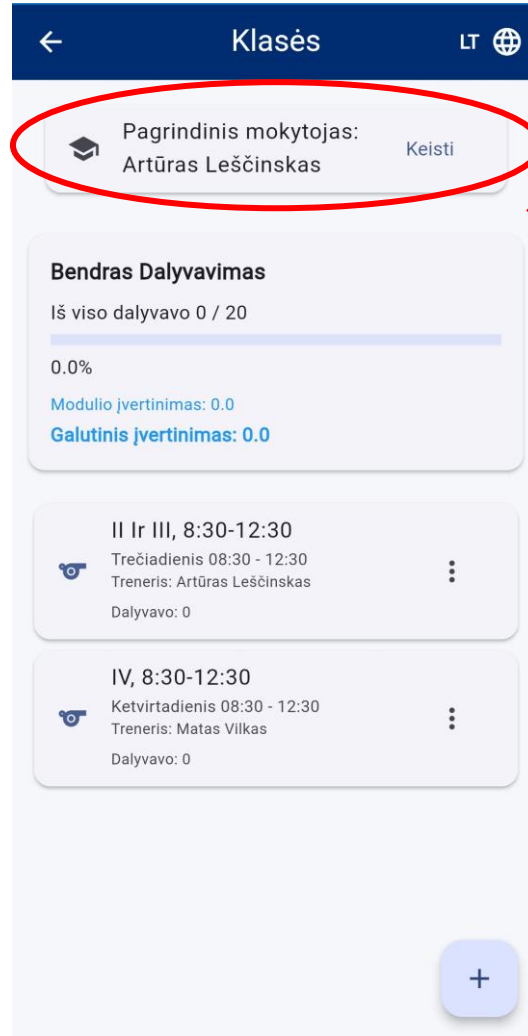 Klasės
LT
Pagrindinis mokytojas:
Artūras Leščinskas
Keisti
Bendras Dalyvavimas
Iš viso dalyvavo 0 / 20
0.0%
Modulio įvertinimas: 0.0
Galutinis įvertinimas: 0.0
II Ir III, 8:30-12:30
Trečiadienis 08:30 - 12:30
Treneris: Artūras Leščinskas
Dalyvavo: 0
IV, 8:30-12:30
Ketvirtadienis 08:30 - 12:30
Treneris: Matas Vilkas
Dalyvavo: 0